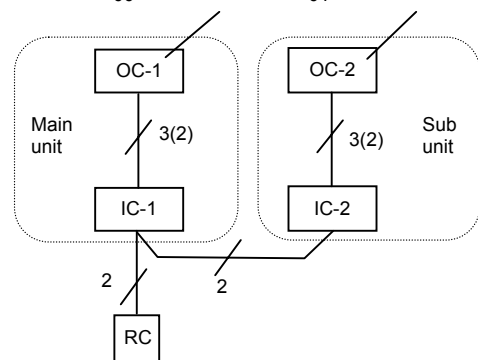 OC-1
OC-2
Main
unit
3(2)
3(2)
Sub
unit
IC-1
IC-2
2
2
RC